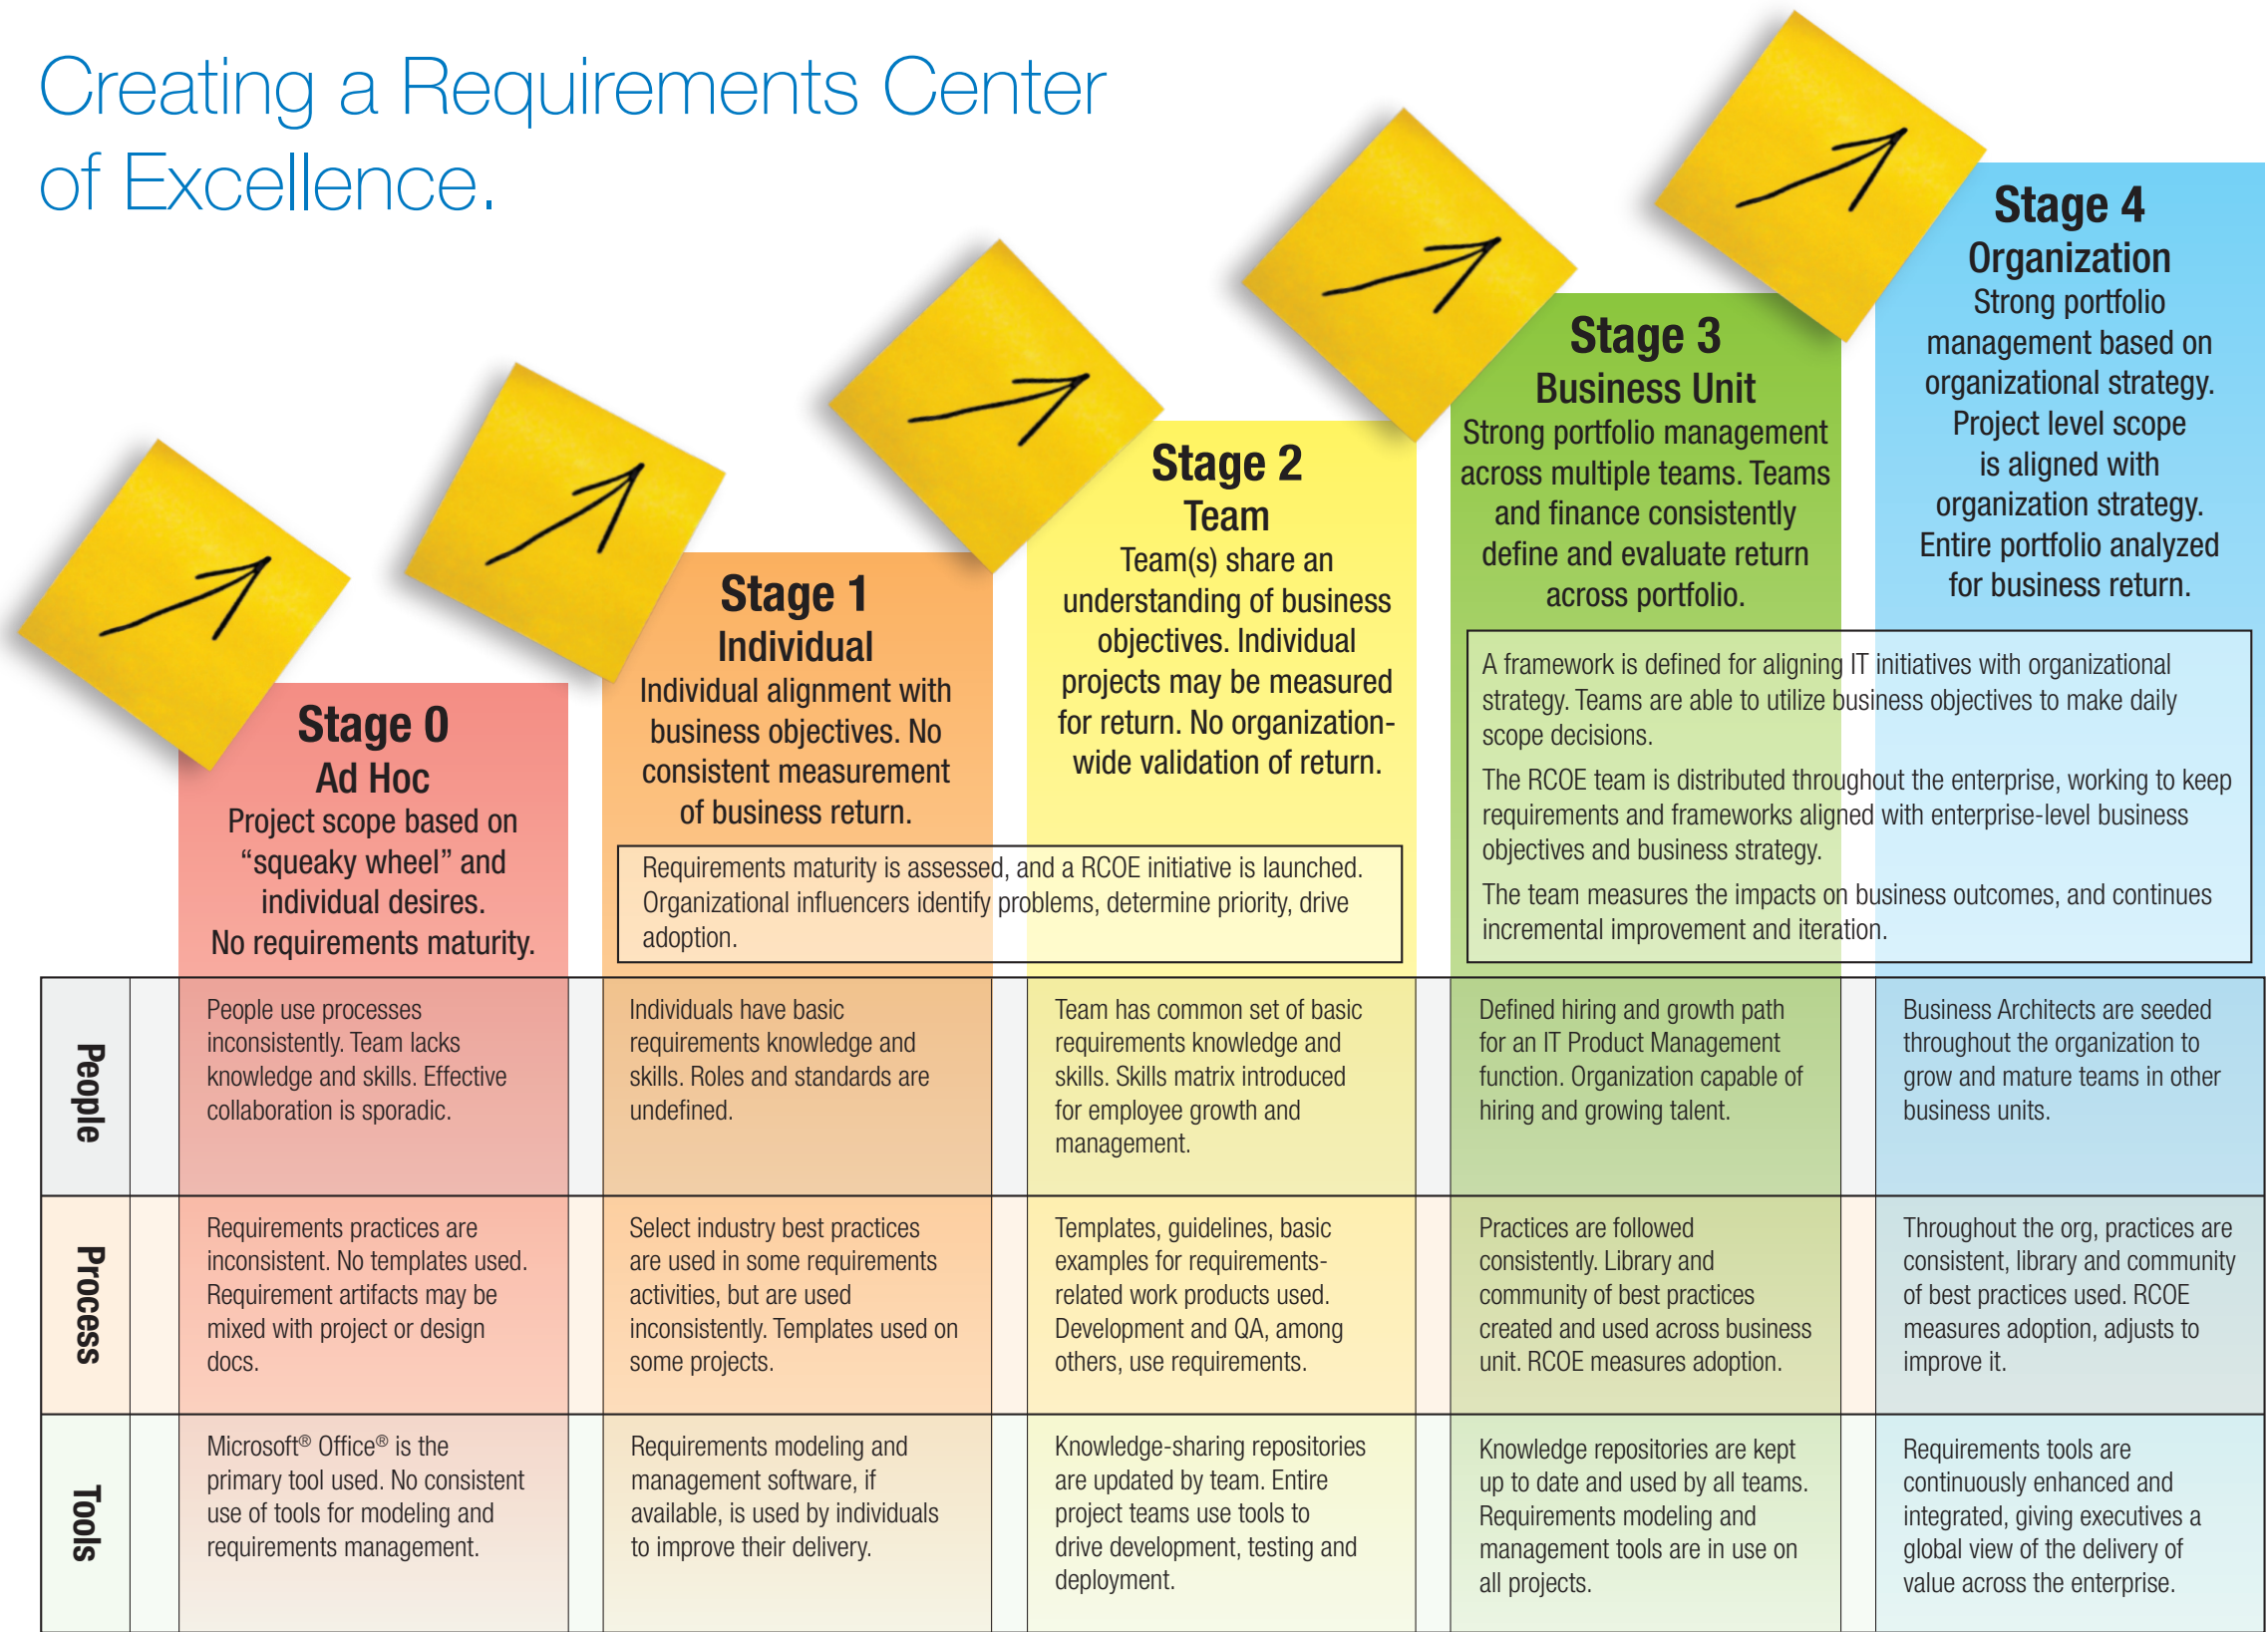 Creating a Requirements Center
of Excellence.
Stage 0
Ad Hoc
Project scope based on
“squeaky wheel” and
individual desires.
No requirements maturity.
Stage 1
Individual
Individual alignment with
business objectives. No
consistent measurement
of business return.
Stage 2
Team
Team(s) share an
understanding of business
objectives. Individual
projects may be measured
for return. No organization-
wide validation of return.
Requirements maturity is assessed, and a RCOE initiative is launched.
Organizational influencers identify problems, determine priority, drive
adoption.
Stage 3
Business Unit
Strong portfolio management
across multiple teams. Teams
and finance consistently
define and evaluate return
across portfolio.
Stage 4
Organization
Strong portfolio
management based on
organizational strategy.
Project level scope
is aligned with
organization strategy.
Entire portfolio analyzed
for business return.
A framework is defined for aligning IT initiatives with organizational
strategy. Teams are able to utilize business objectives to make daily
scope decisions.
The RCOE team is distributed throughout the enterprise, working to keep
requirements and frameworks aligned with enterprise-level business
objectives and business strategy.
The team measures the impacts on business outcomes, and continues
incremental improvement and iteration.
People
People use processes
inconsistently. Team lacks
knowledge and skills. Effective
collaboration is sporadic.
Individuals have basic
requirements knowledge and
skills. Roles and standards are
undefined.
Team has common set of basic
requirements knowledge and
skills. Skills matrix introduced
for employee growth and
management.
Defined hiring and growth path
for an IT Product Management
function. Organization capable of
hiring and growing talent.
Business Architects are seeded
throughout the organization to
grow and mature teams in other
business units.
Process
Requirements practices are
inconsistent. No templates used.
Requirement artifacts may be
mixed with project or design
docs.
Select industry best practices
are used in some requirements
activities, but are used
inconsistently. Templates used on
some projects.
Templates, guidelines, basic
examples for requirements-
related work products used.
Development and QA, among
others, use requirements.
Practices are followed
consistently. Library and
community of best practices
created and used across business
unit. RCOE measures adoption.
Throughout the org, practices are
consistent, library and community
of best practices used. RCOE
measures adoption, adjusts to
improve it.
Tools
Microsoft® Office® is the
primary tool used. No consistent
use of tools for modeling and
requirements management.
Requirements modeling and
management software, if
available, is used by individuals
to improve their delivery.
Knowledge-sharing repositories
are updated by team. Entire
project teams use tools to
drive development, testing and
deployment.
Knowledge repositories are kept
up to date and used by all teams.
Requirements modeling and
management tools are in use on
all projects.
Requirements tools are
continuously enhanced and
integrated, giving executives a
global view of the delivery of
value across the enterprise.